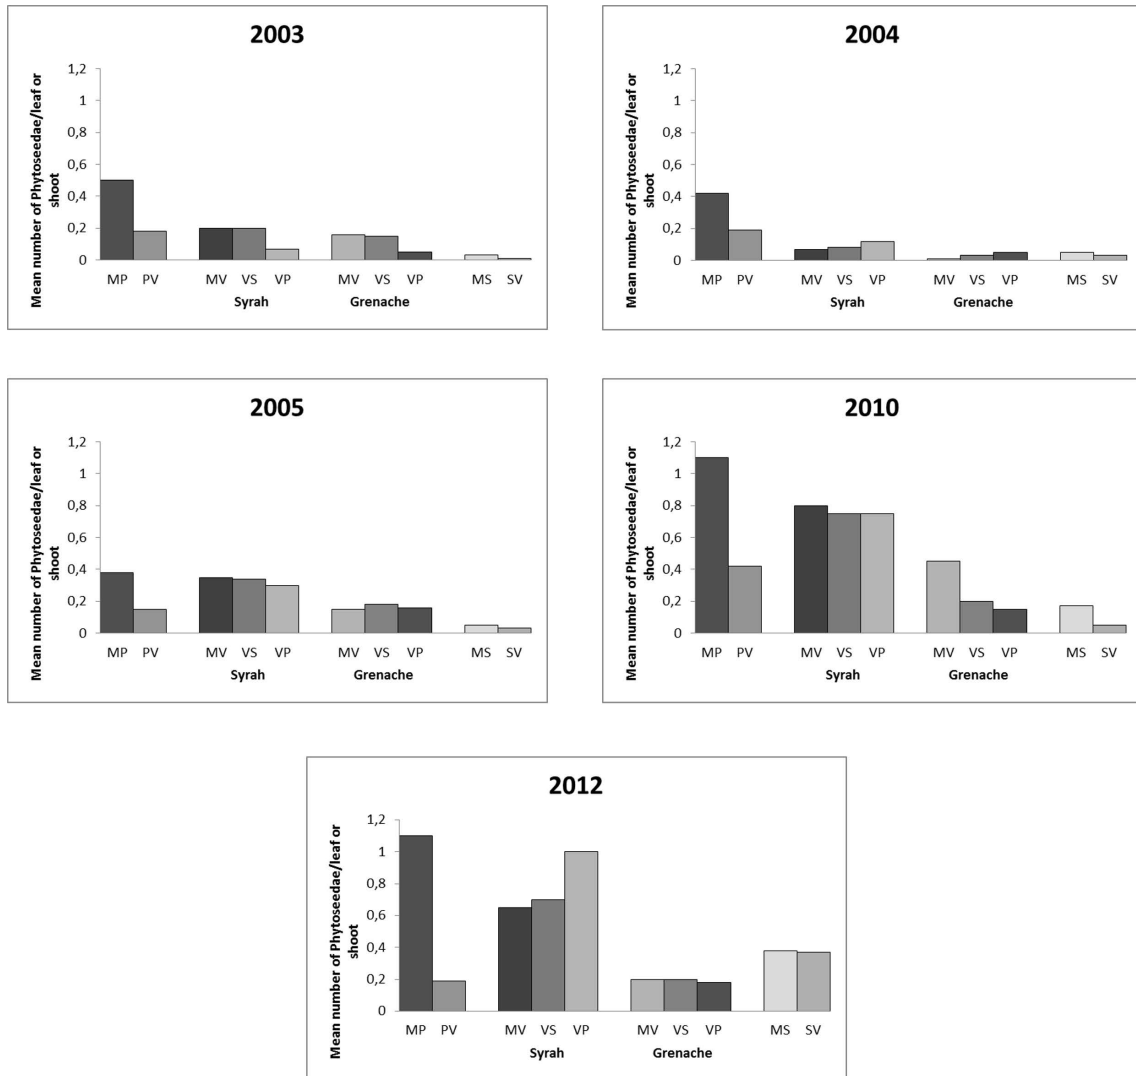 2003
Mean number of Phytoseedae/leaf or
shoot
1,2
1
0,8
0,6
0,4
0,2
0
MP PV MV VS VP MV VS VP MS SV
Syrah Grenache
2004
Mean number of Phytoseedae/leaf or
shoot
1,2
1
0,8
0,6
0,4
0,2
0
MP PV MV VS VP MV VS VP MS SV
Syrah Grenache
2005
Mean number of Phytoseedae/leaf or
shoot
1,2
1
0,8
0,6
0,4
0,2
0
MP PV MV VS VP MV VS VP MS SV
Syrah Grenache
2010
Mean number of Phytoseedae/leaf or
shoot
1,2
1
0,8
0,6
0,4
0,2
0
MP PV MV VS VP MV VS VP MS SV
Syrah Grenache
2012
Mean number of Phytoseedae/leaf or
shoot
1,2
1
0,8
0,6
0,4
0,2
0
MP PV MV VS VP MV VS VP MS SV
Syrah Grenache